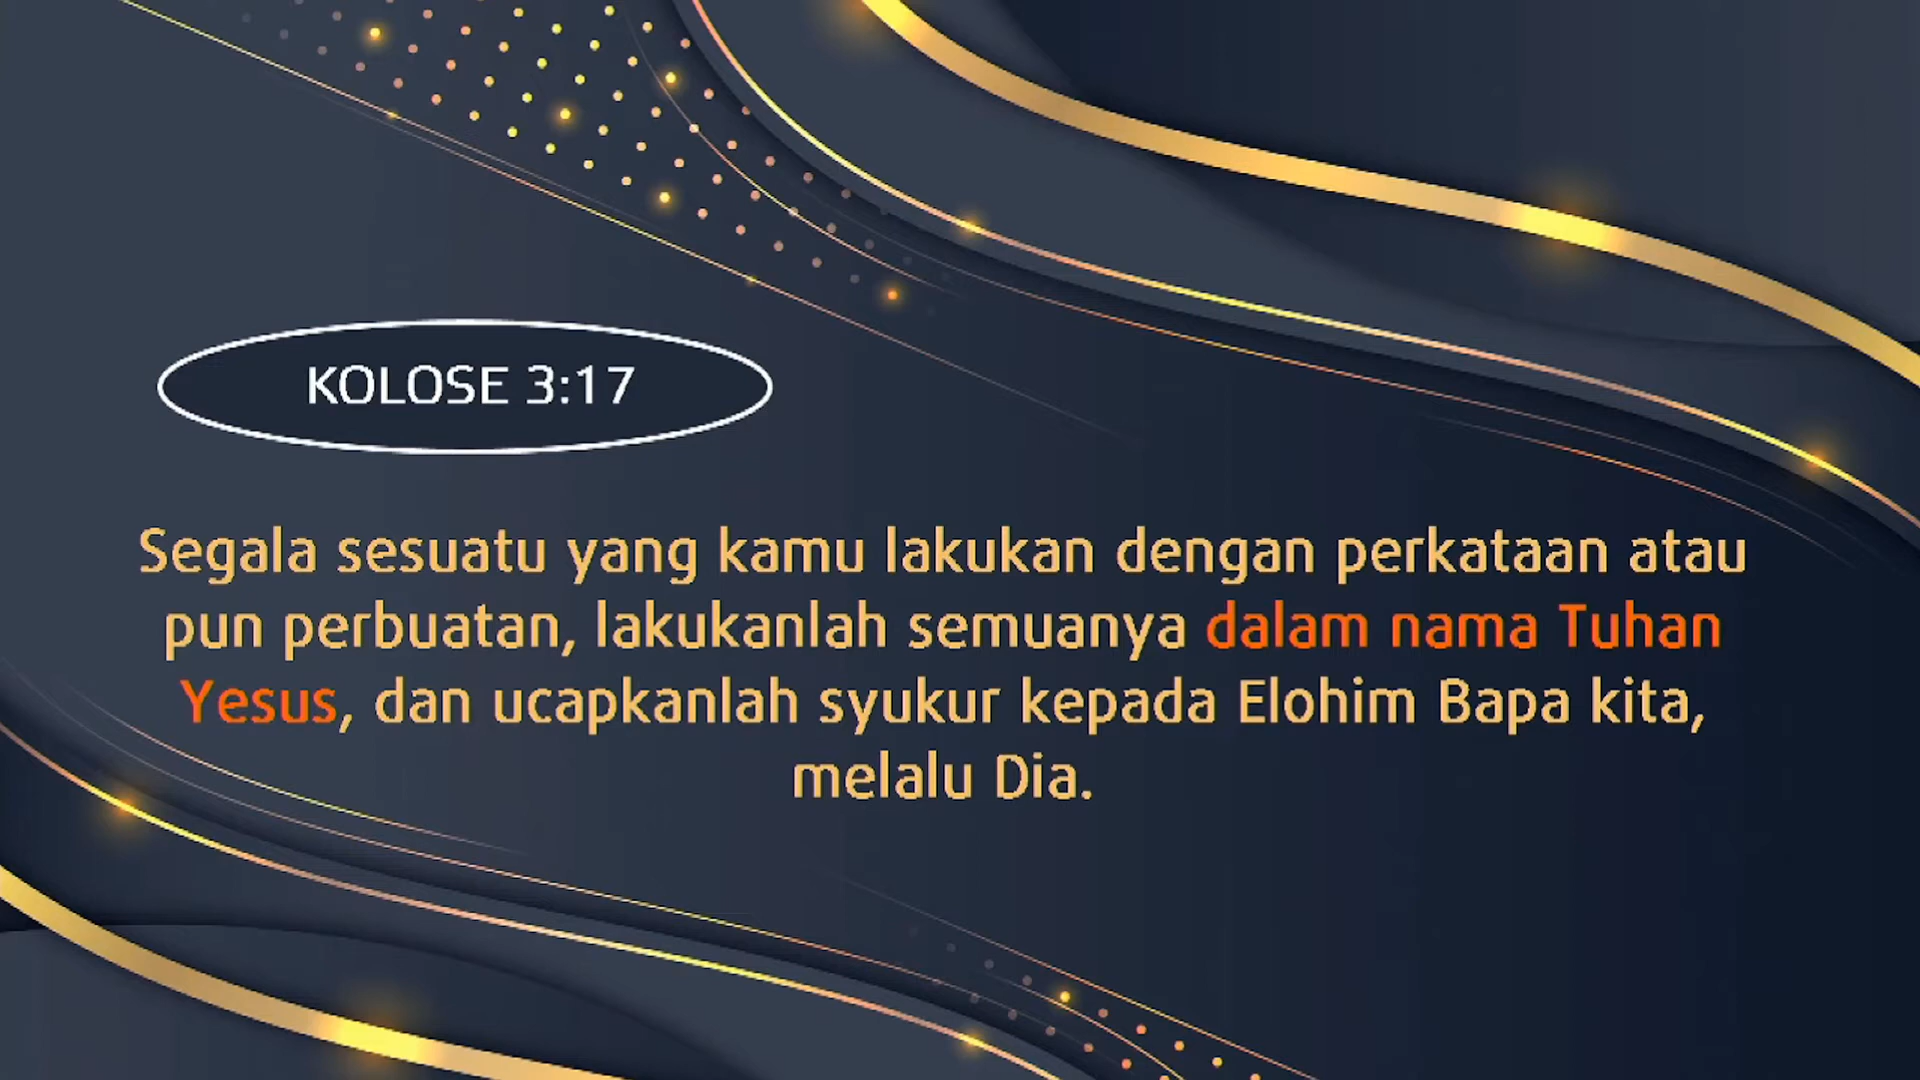 KOLOSE 3:17
Segala sesuatu yang kamu lakukan dengan perkataan atau
pun perbuatan, lakukanlah semuanya dalam nama Tuhan
Yesus, dan ucapkanlah syukur kepada Elohim Bapa kita,
melalu Dia.